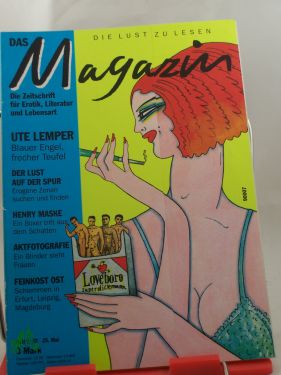 DIE LUST ZU LESEN
DAS
Magazin
Die Zeitschrift
für Erotik, Literatur
und Lebensart
UTE LEMPER
Blauer Engel,
frecher Teufel
DER LUST
AUF DER SPUR
Erogene Zonen
suchen und finden
HENRY MASKE
Ein Boxer tritt aus
dem Schatten
AKTFOTOGRAFIE
Ein Blinder sieht
Frauen
FEINKOST OST
Schlemmen in
Erfurt, Leipzig,
Magdeburg
Loveboro
Mark